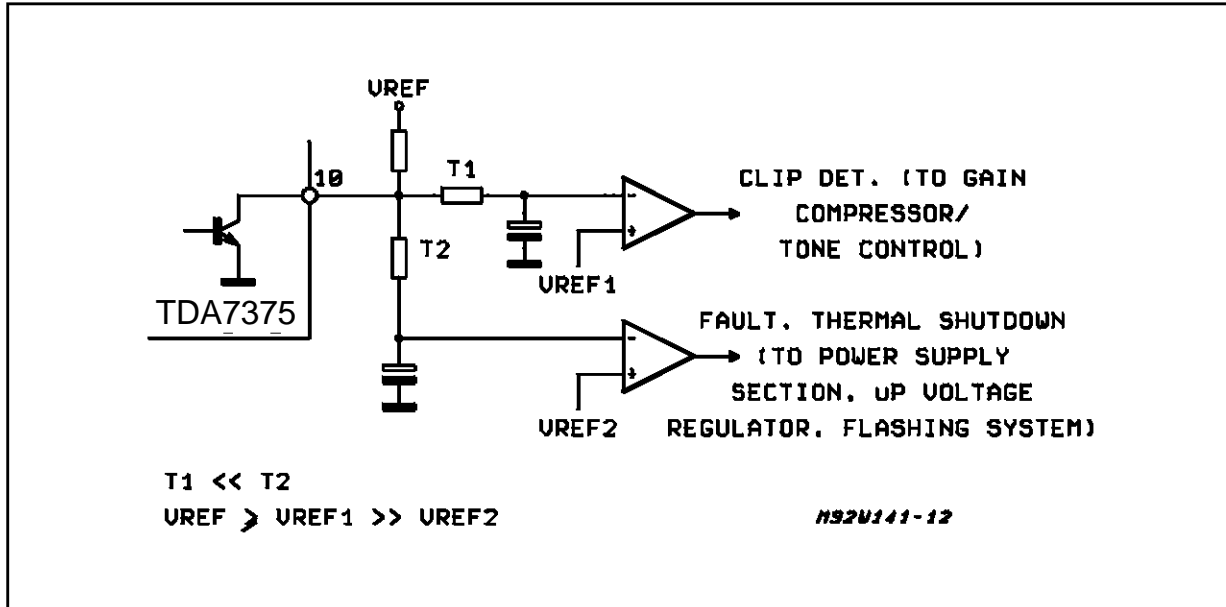 VREF
10
T1
CLIP DET. (TO GAIN
COMPRESSOR/
TONE CONTROL)
-
+
VREF1
T2
TDA7375
FAULT, THERMAL SHUTDOWN
(TO POWER SUPPLY
SECTION, uP VOLTAGE
REGULATOR, FLASHING SYSTEM)
-
+
VREF2
T1 << T2
VREF > VREF1 >> VREF2
M92W141-12